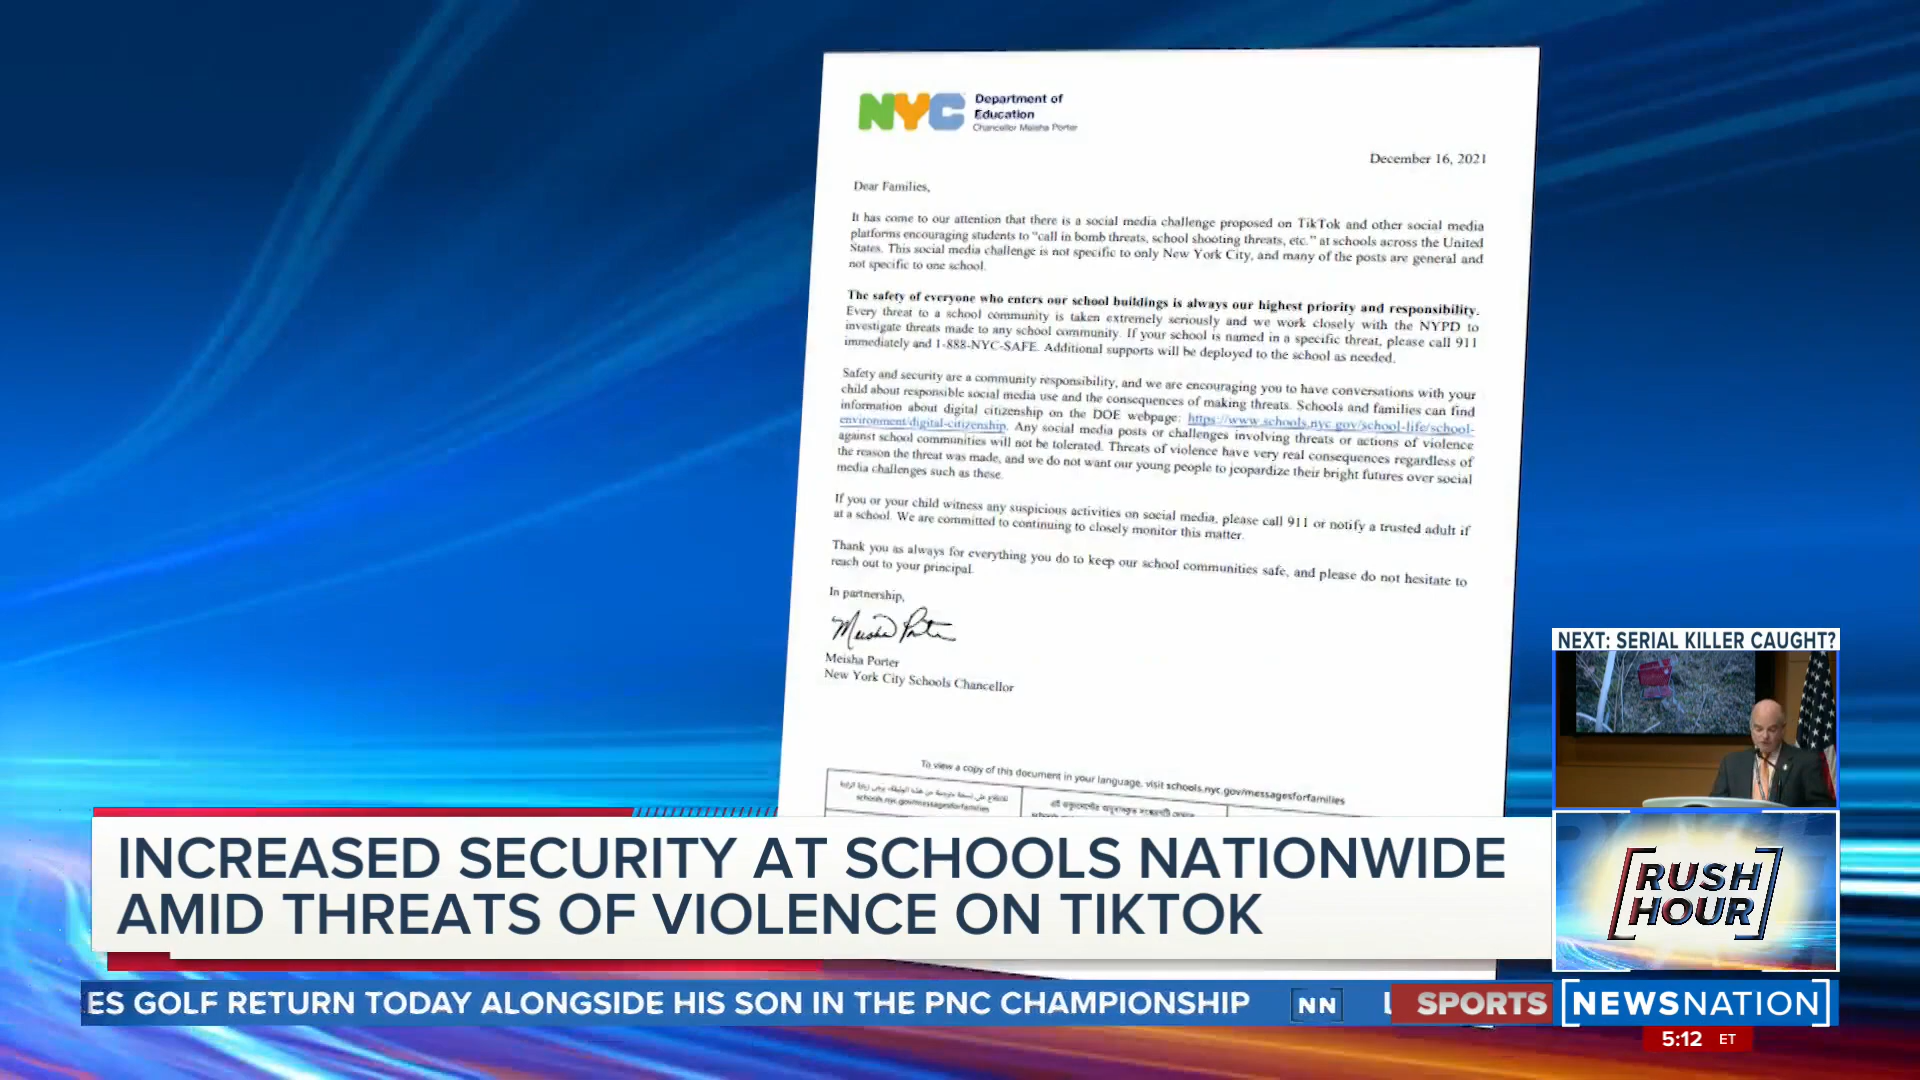 NYC Department of
Education
Chancellor Meisha Porter
December 16, 2021
Dear Families,
It has come to our attention that there is a social media challenge proposed on TikTok and other social media
platforms encouraging students to "call in bomb threats, school shooting threats, etc." at schools across the United
States. This social media challenge is not specific to only New York City, and many of the posts are general and
not specific to one school.
The safety of everyone who enters our school buildings is always our highest priority and responsibility.
Every threat to a school community is taken extremely seriously and we work closely with the NYPD to
investigate threats made to any school community. If your school is named in a specific threat, please call 911
immediately and 1-888-NYC-SAFE. Additional supports will be deployed to the school as needed.
Safety and security are a community responsibility, and we are encouraging you to have conversations with your
child about responsible social media use and the consequences of making threats. Schools and families can find
information about digital citizenship on the DOE webpage: https://www.schools.nyc.gov/school-life/school-
environment/digital-citizenship. Any social media posts or challenges involving threats or actions of violence
against school communities will not be tolerated. Threats of violence have very real consequences regardless of
the reason the threat was made, and we do not want our young people to jeopardize their bright futures over social
media challenges such as these.
If you or your child witness any suspicious activities on social media, please call 911 or notify a trusted adult if
at a school. We are committed to continuing to closely monitor this matter.
Thank you as always for everything you do to keep our school communities safe, and please do not hesitate to
reach out to your principal.
In partnership,
Meisha Porter
Meisha Porter
New York City Schools Chancellor
To view a copy of this document in your language, visit schools.nyc.gov/messagesforfamilies
schools.nyc.gov/messagesforfamilies
NEXT: SERIAL KILLER CAUGHT?
INCREASED SECURITY AT SCHOOLS NATIONWIDE
AMID THREATS OF VIOLENCE ON TIKTOK
RUSH
HOUR
ES GOLF RETURN TODAY ALONGSIDE HIS SON IN THE PNC CHAMPIONSHIP NN L SPORTS NEWSNATION
5:12 ET